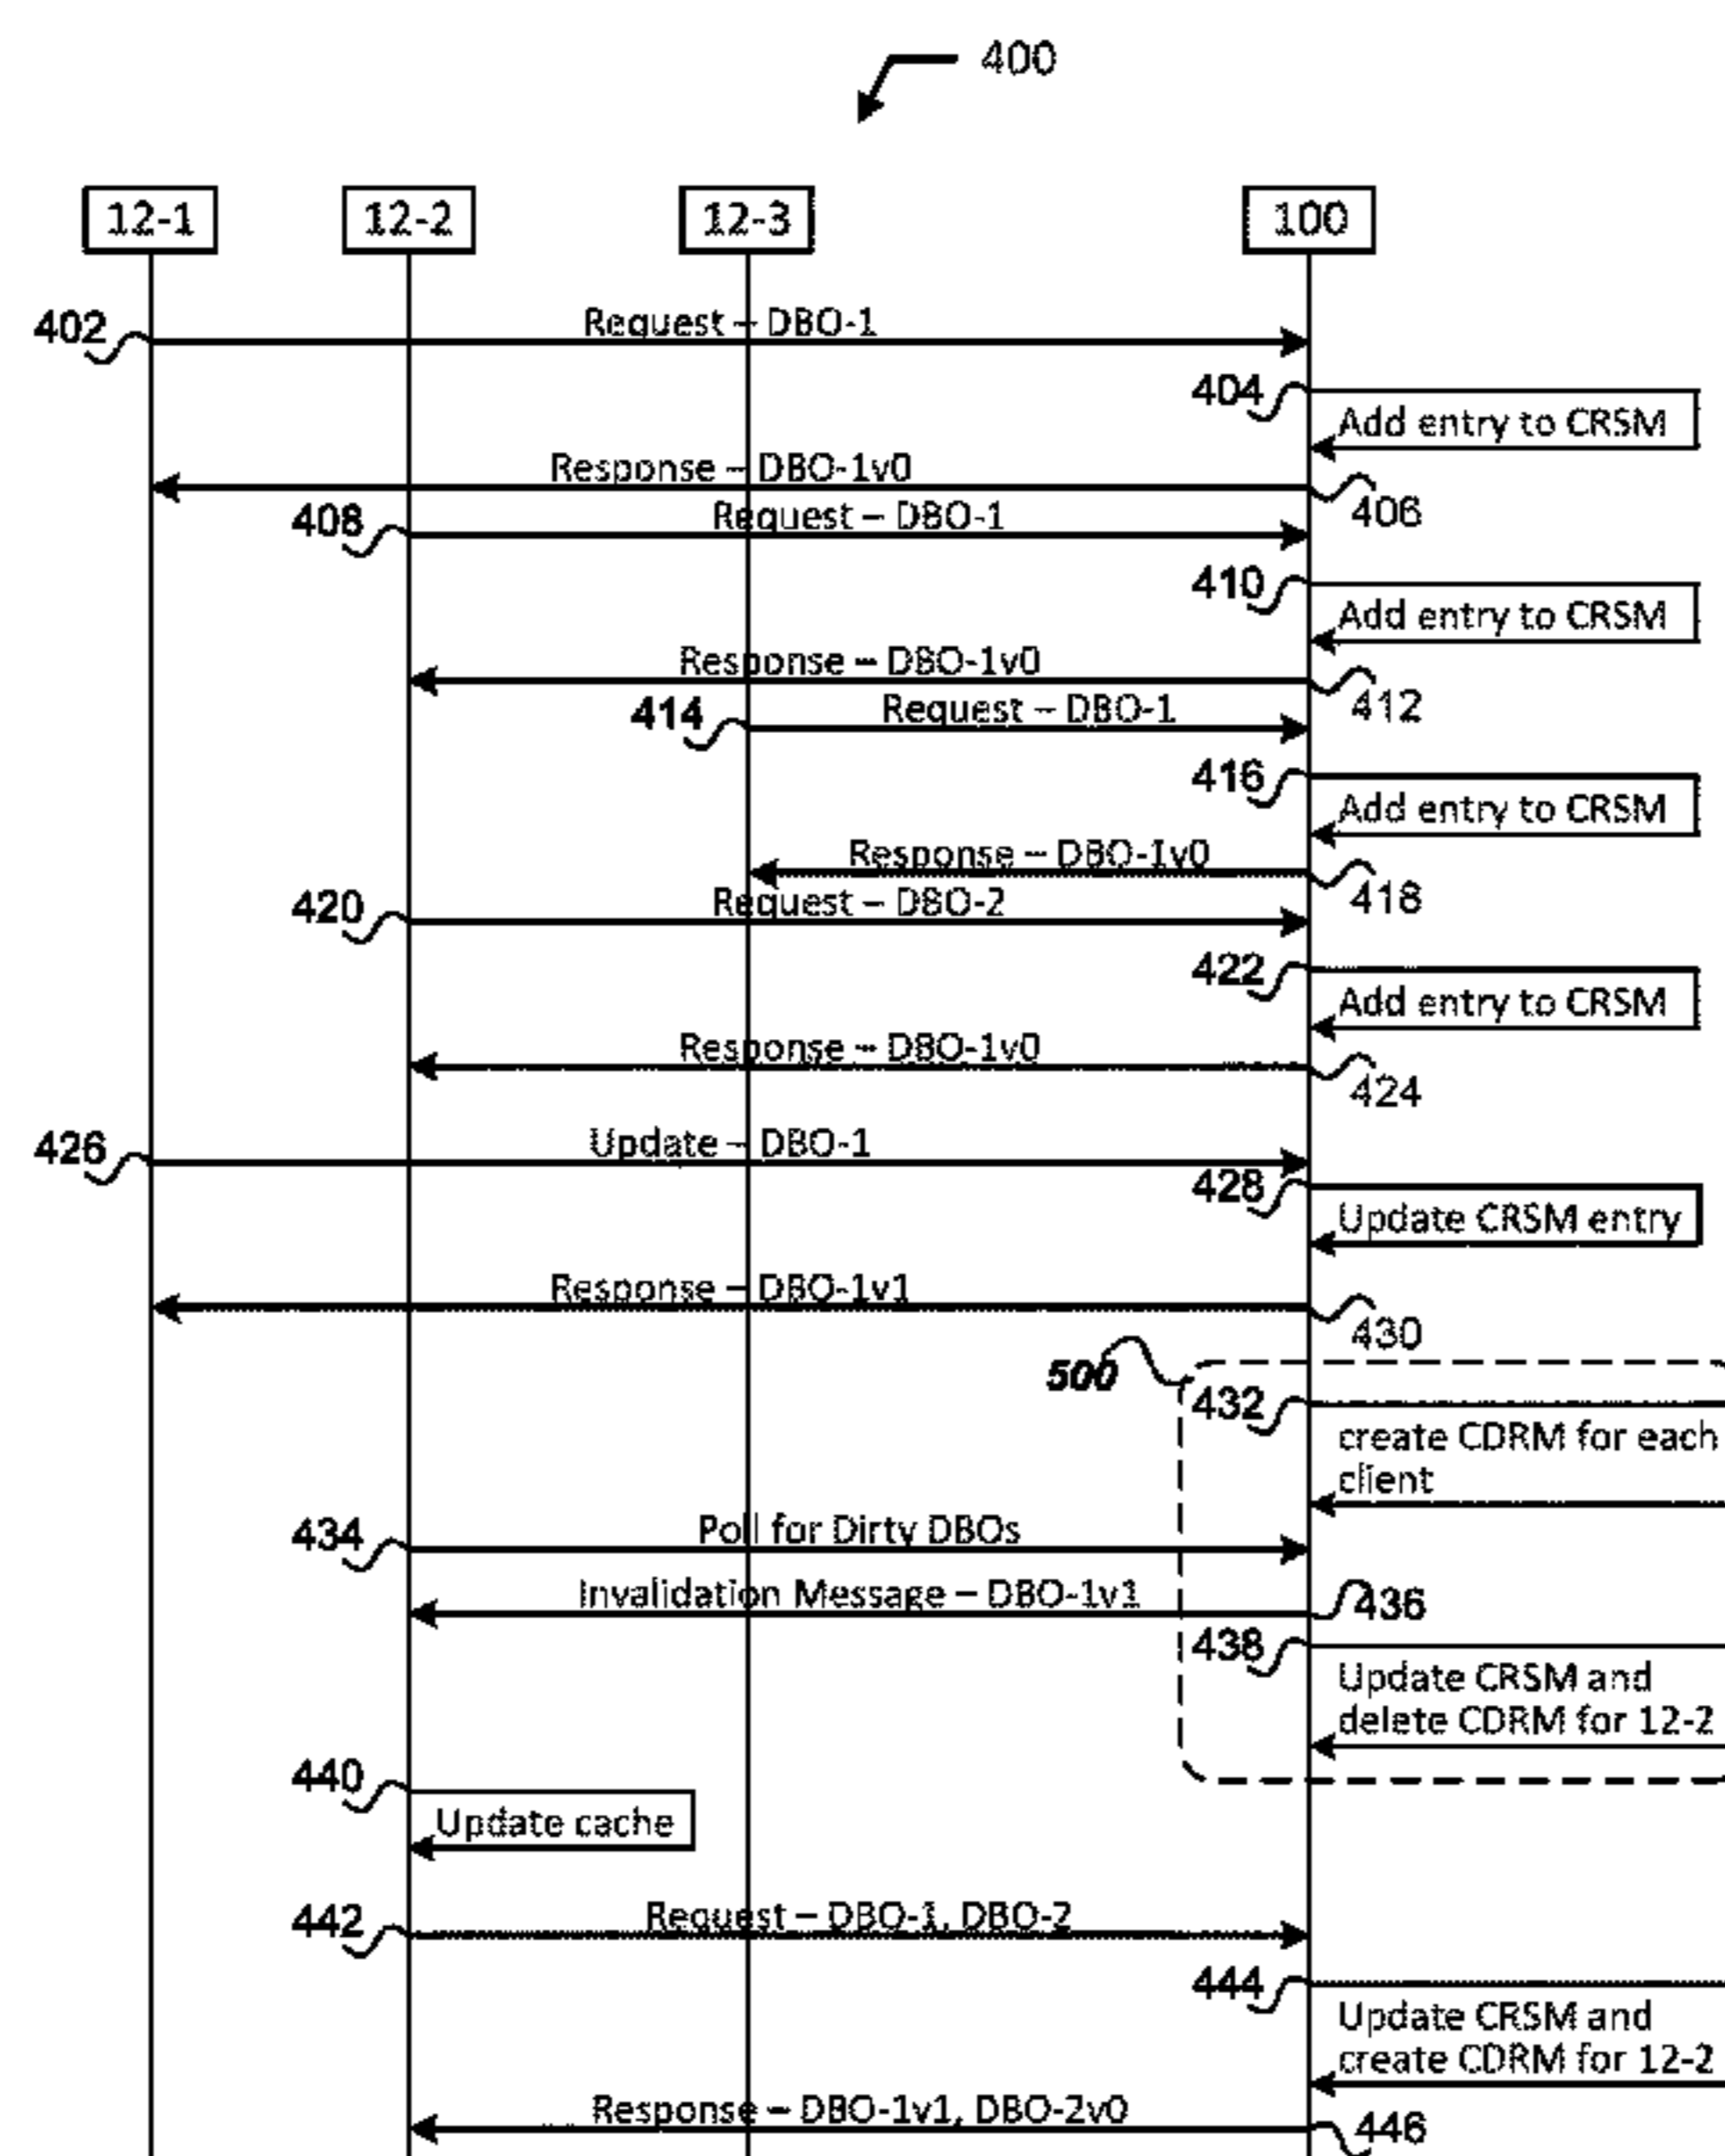 400
12-1 12-2 12-3 100
402 Request – DBO-1
404 Add entry to CRSM
Response – DBO-1v0 406
408 Request – DBO-1
410 Add entry to CRSM
Response – DBO-1v0 412
414 Request – DBO-1
416 Add entry to CRSM
Response – DBO-1v0 418
420 Request – DBO-2
422 Add entry to CRSM
Response – DBO-1v0 424
426 Update – DBO-1
428 Update CRSM entry
Response – DBO-1v1 430
500
432 create CDRM for each
client
434 Poll for Dirty DBOs
Invalidation Message – DBO-1v1 436
438 Update CRSM and
delete CDRM for 12-2
440 Update cache
442 Request – DBO-1, DBO-2
444 Update CRSM and
create CDRM for 12-2
Response – DBO-1v1, DBO-2v0 446